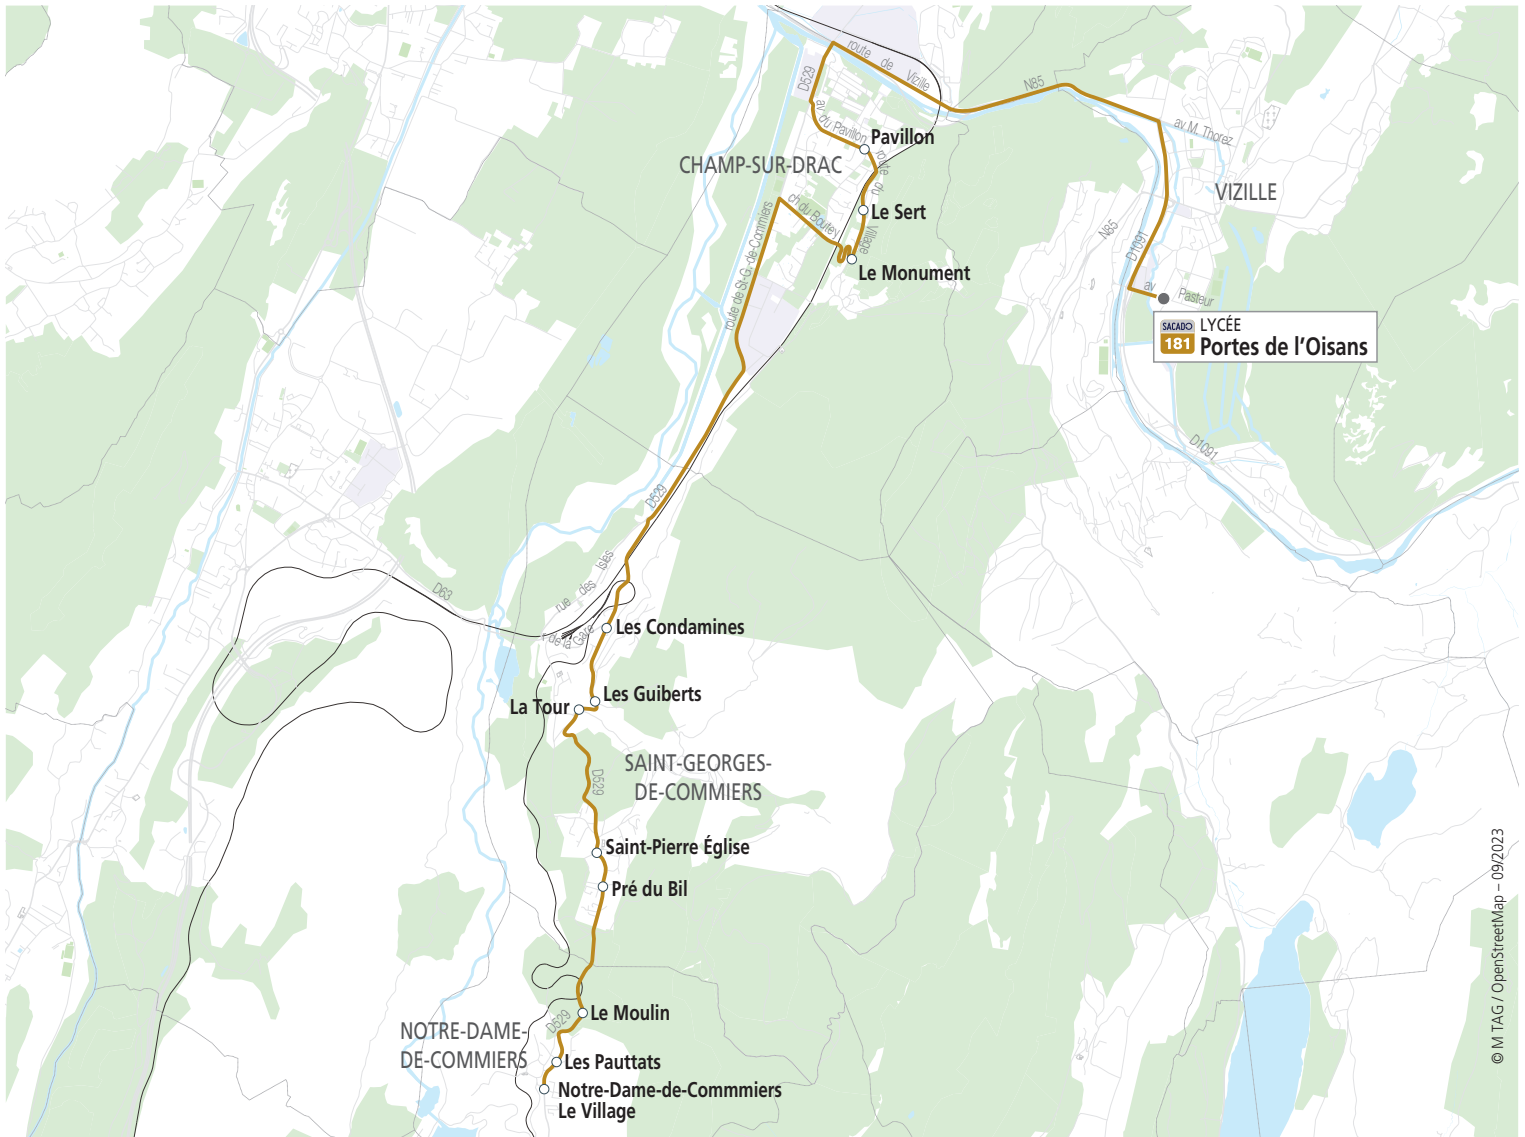 route de Vizille
N85
D529
av du Pavillon
av M. Thorez
Pavillon
CHAMP-SUR-DRAC
route du Village
VIZILLE
ch du Boutey
Le Sert
N85
D1091
route de St-G.-de-Commiers
Le Monument
av Pasteur
SACADO
181
LYCÉE
Portes de l'Oisans
D1091
D529
rue des Isles
D63
r de la Gare
Les Condamines
Les Guiberts
La Tour
SAINT-GEORGES-
DE-COMMIERS
D529
Saint-Pierre Église
Pré du Bil
Le Moulin
D529
NOTRE-DAME-
DE-COMMIERS
Les Pauttats
Notre-Dame-de-Commmiers
Le Village
© M TAG / OpenStreetMap – 09/2023